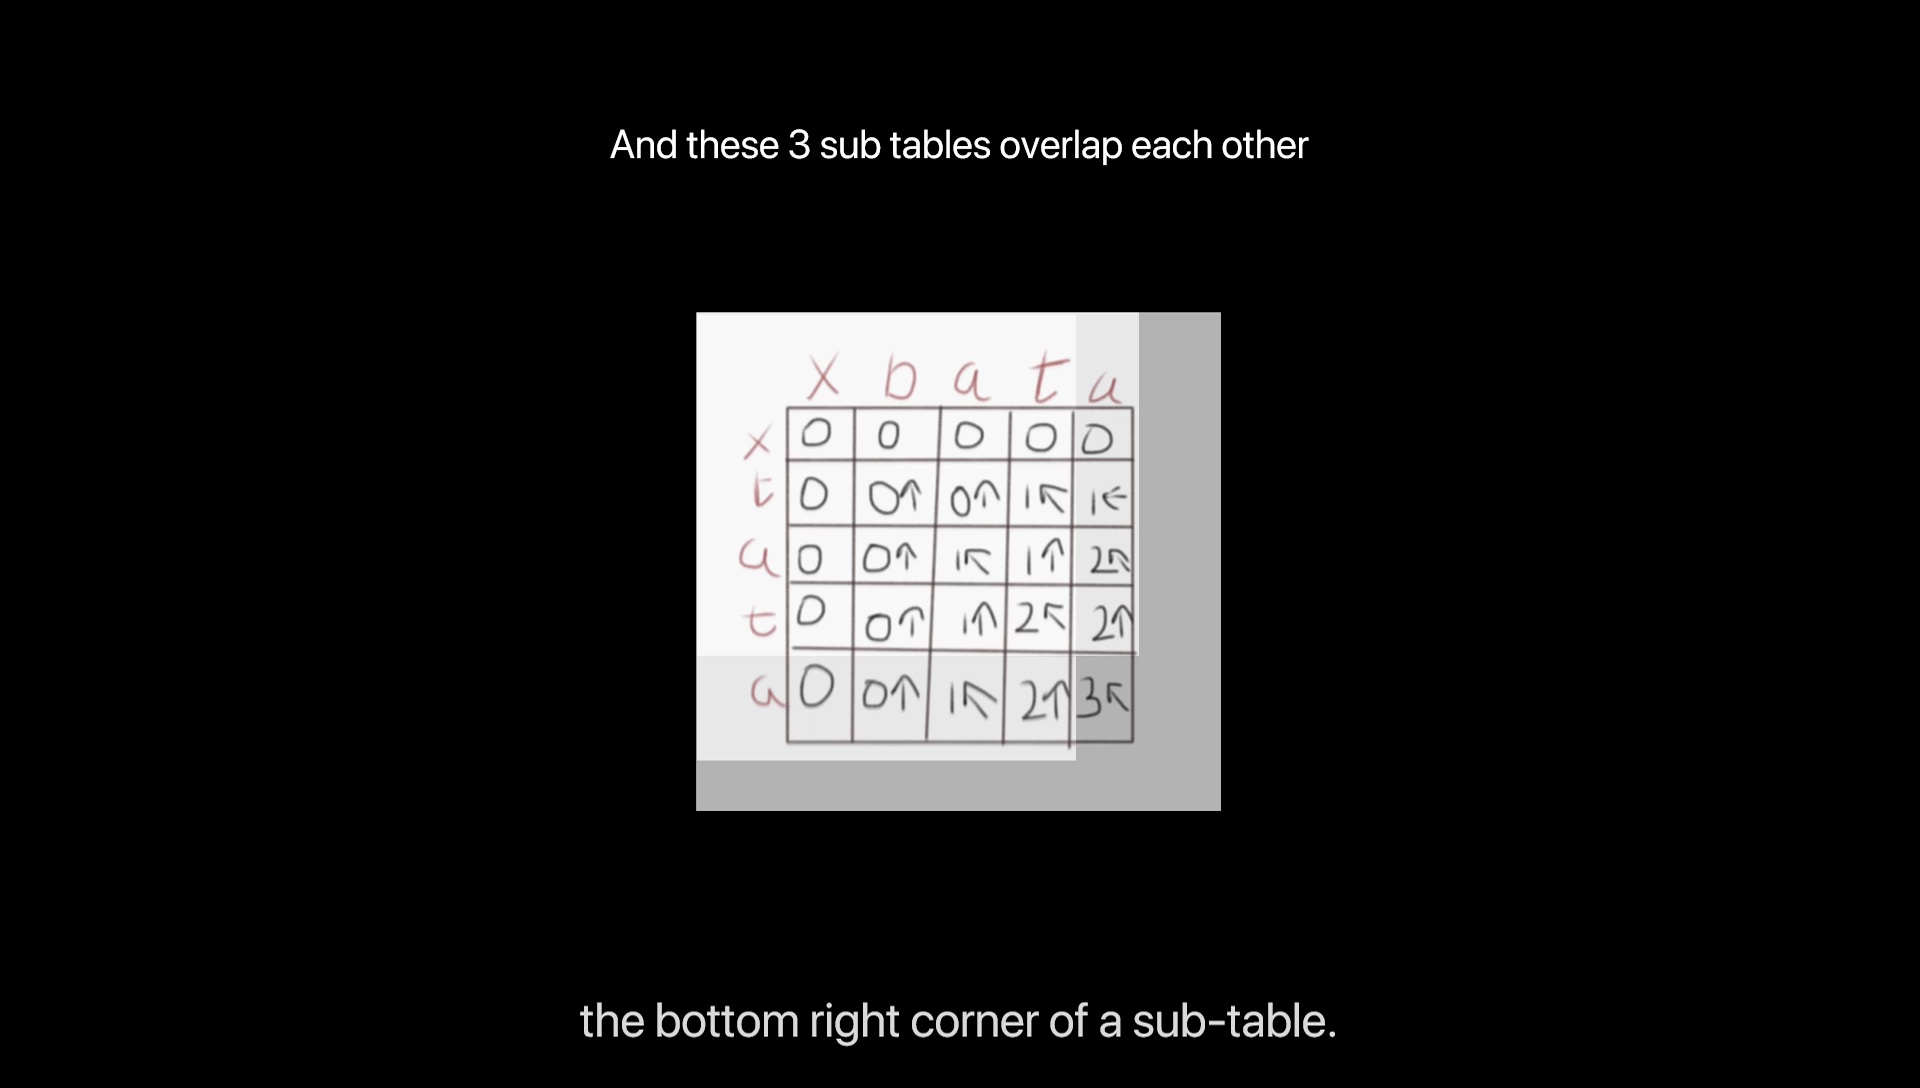 And these 3 sub tables overlap each other
x b a t a
x 0 0 0 0 0
t 0 0↑ 0↑ 1↖ 1←
a 0 0↑ 1↖ 1↑ 2↖
t 0 0↑ 1↑ 2↖ 2↑
a 0 0↑ 1↖ 2↑ 3↖
the bottom right corner of a sub-table.